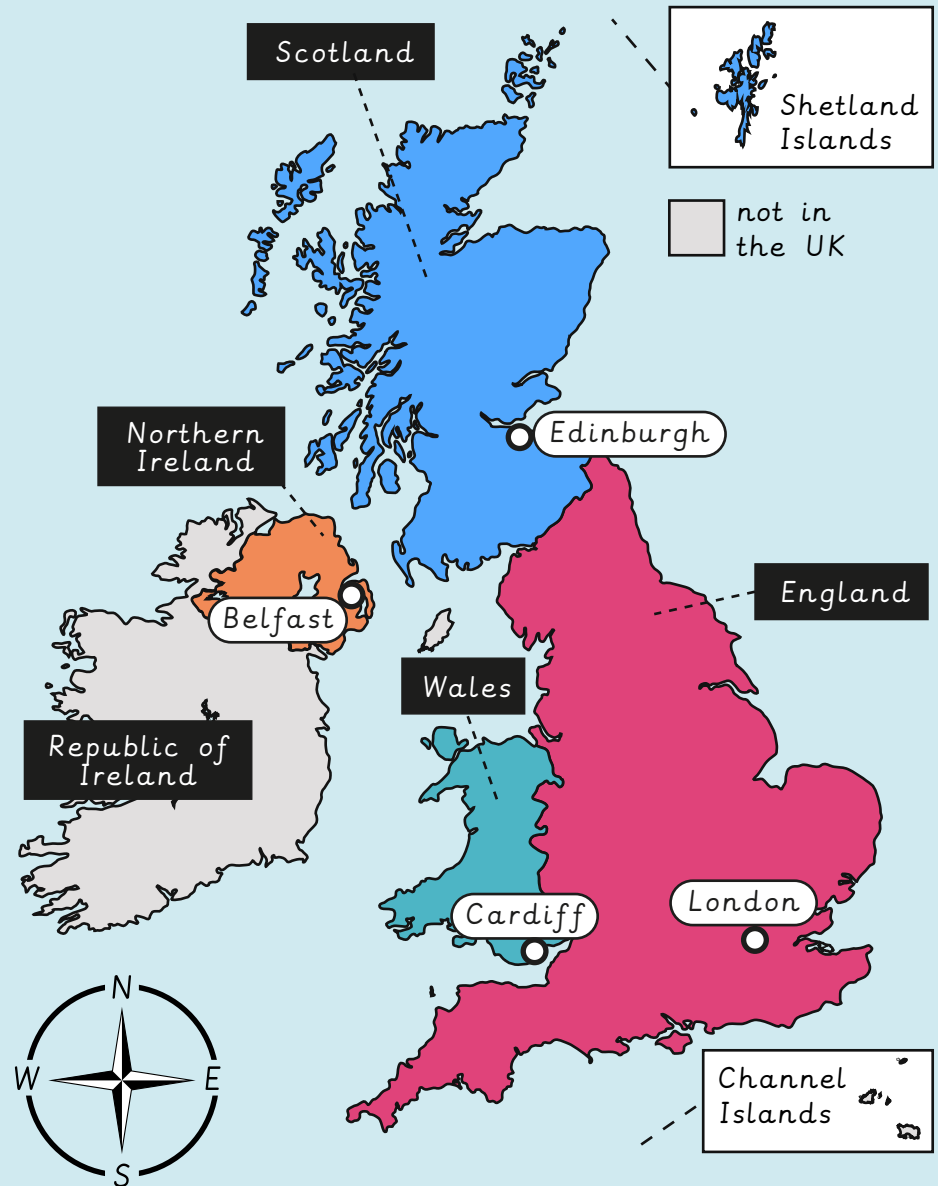 Scotland
Shetland
Islands
not in
the UK
Northern
Ireland
Edinburgh
England
Belfast
Wales
Republic of
Ireland
Cardiff
London
N
W
E
S
Channel
Islands